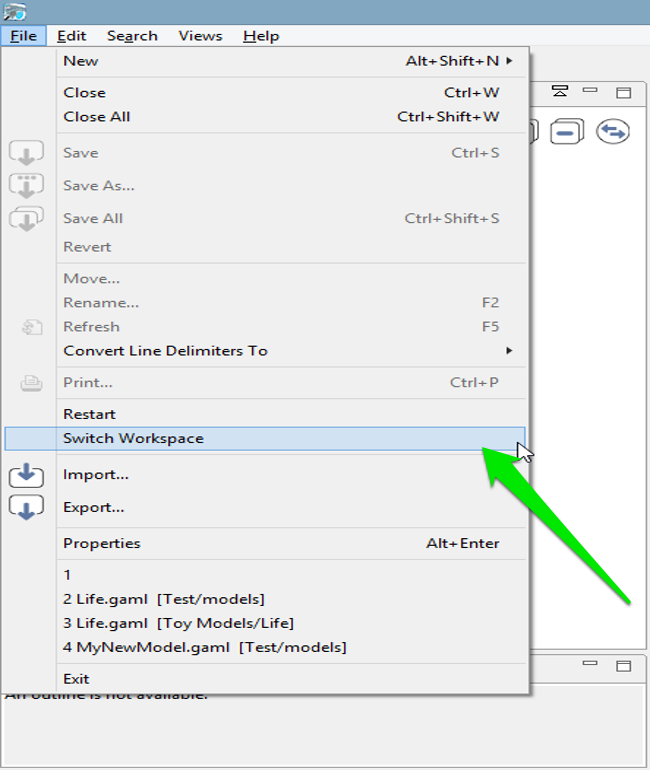 File Edit Search Views Help
New Alt+Shift+N
Close Ctrl+W
Close All Ctrl+Shift+W
Save Ctrl+S
Save As...
Save All Ctrl+Shift+S
Revert
Move...
Rename... F2
Refresh F5
Convert Line Delimiters To
Print... Ctrl+P
Restart
Switch Workspace
Import...
Export...
Properties Alt+Enter
1
2 Life.gaml [Test/models]
3 Life.gaml [Toy Models/Life]
4 MyNewModel.gaml [Test/models]
Exit
An outline is not available.